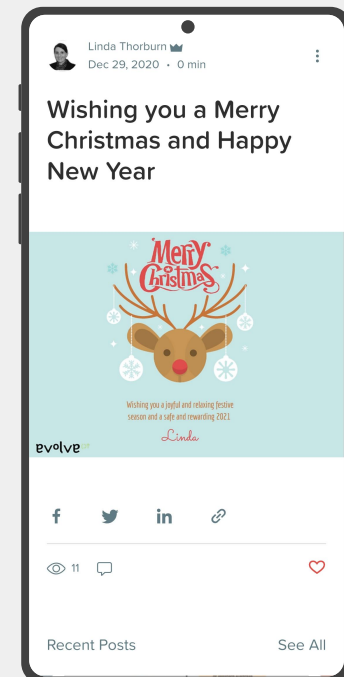 Linda Thorburn
Dec 29, 2020 · 0 min
Wishing you a Merry
Christmas and Happy
New Year
Merry
Christmas
Wishing you a joyful and relaxing festive
season and a safe and rewarding 2021
Linda
evolve
11
Recent Posts
See All